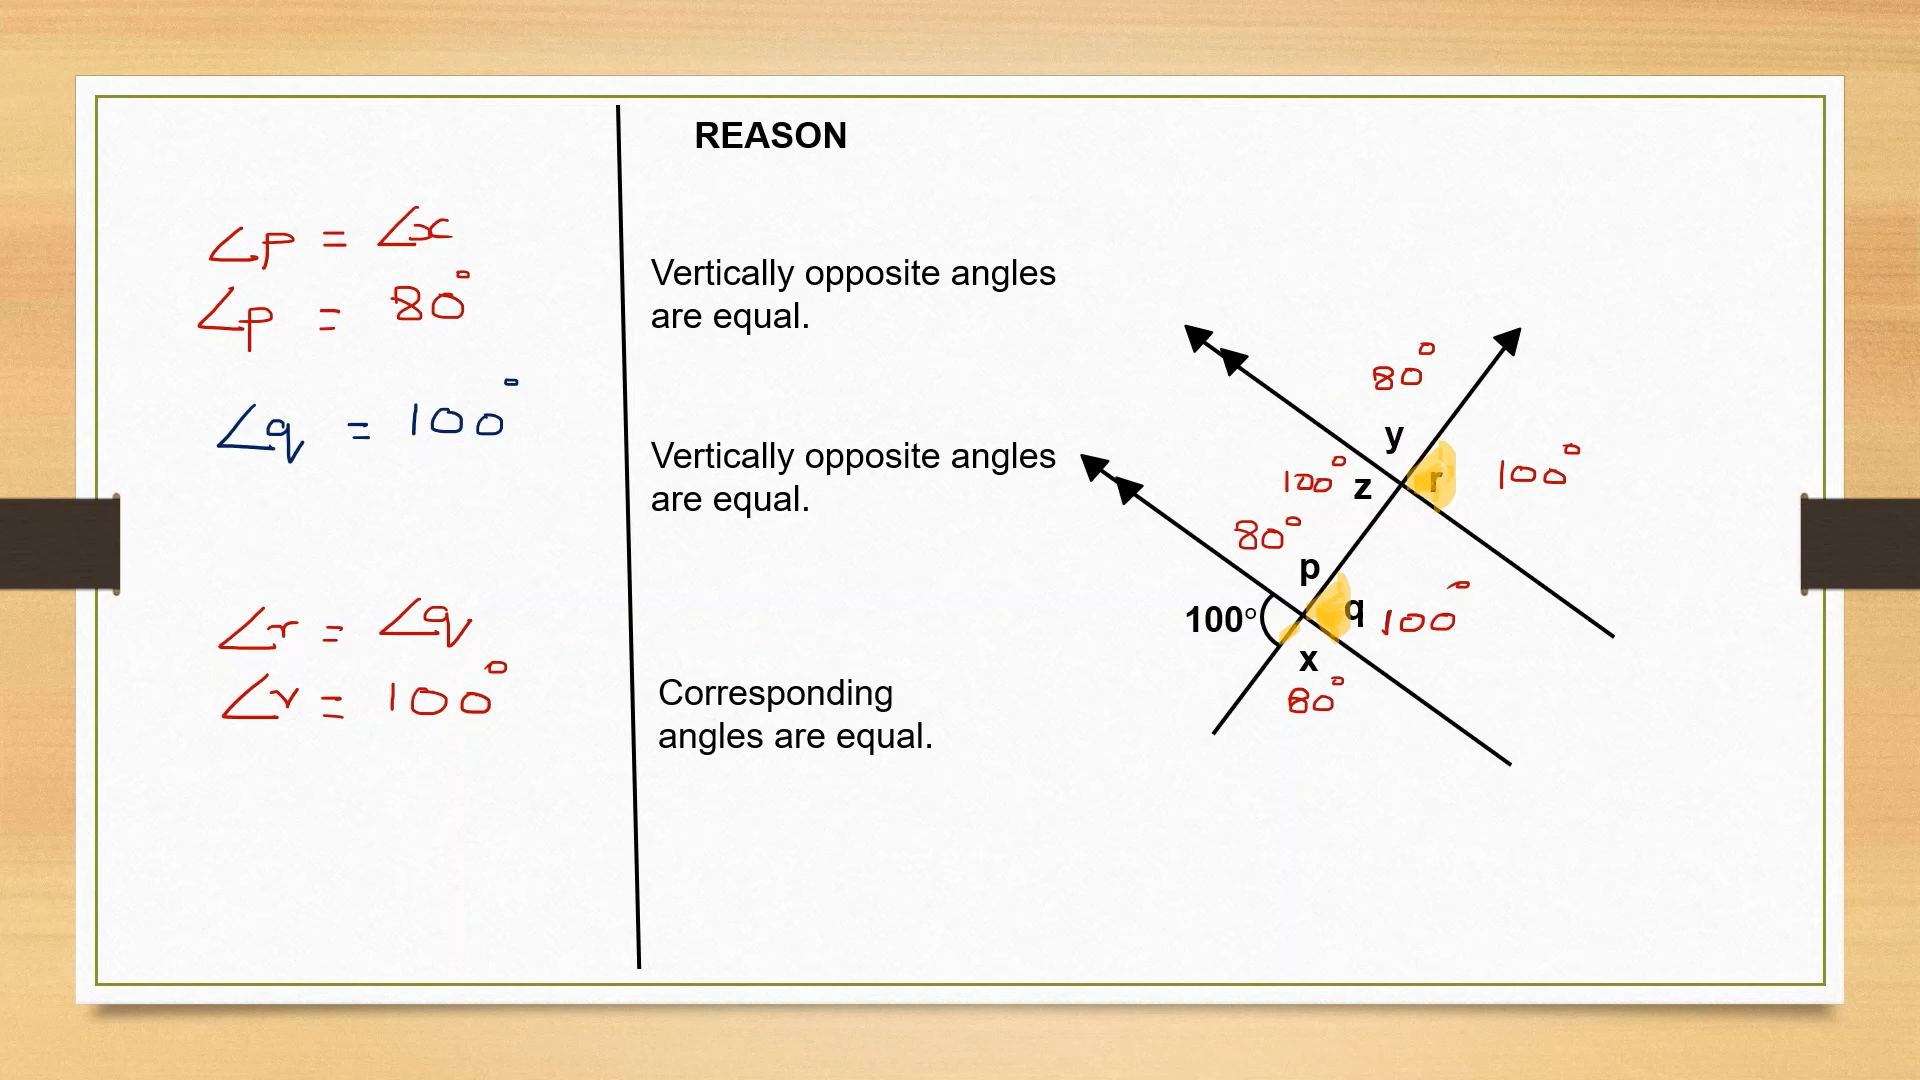 REASON
∠p = ∠x
∠p = 80°
Vertically opposite angles
are equal.
∠q = 100°
Vertically opposite angles
are equal.
∠r = ∠q
∠r = 100°
Corresponding
angles are equal.
80°
y
100° z r 100°
80°
p
100° q 100°
x
80°